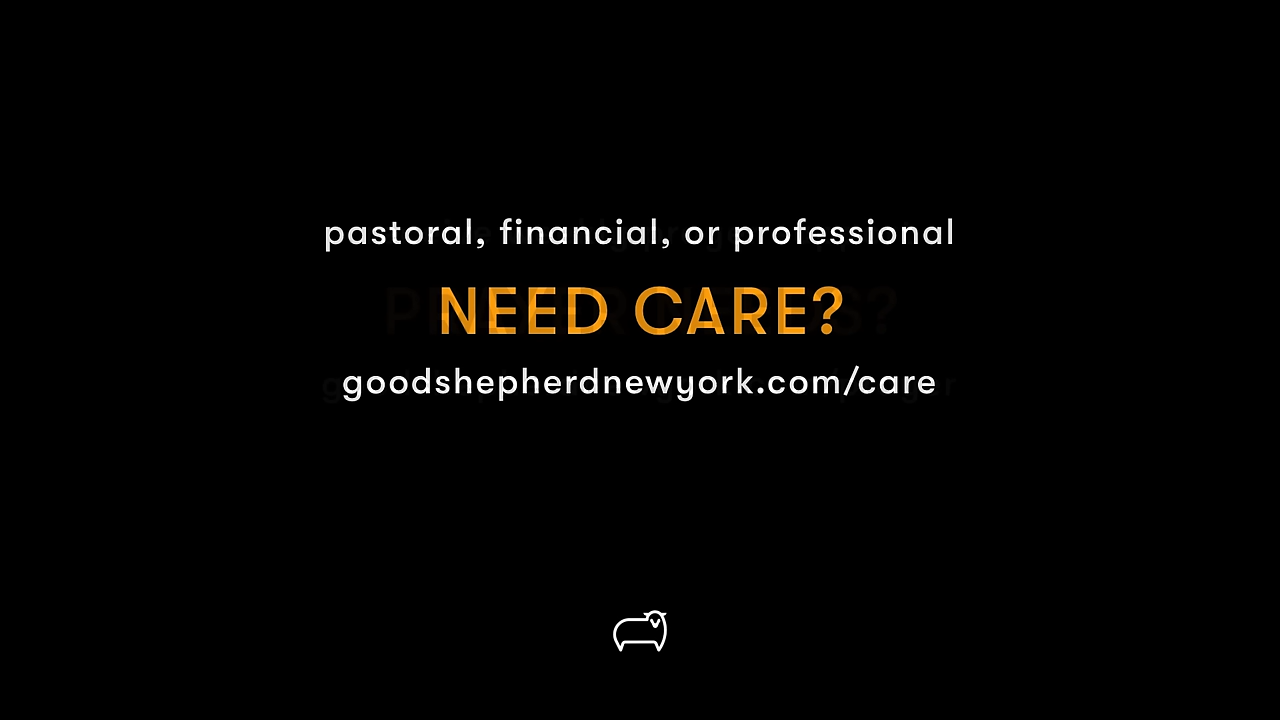 pastoral, financial, or professional
NEED CARE?
goodshepherdnewyork.com/care